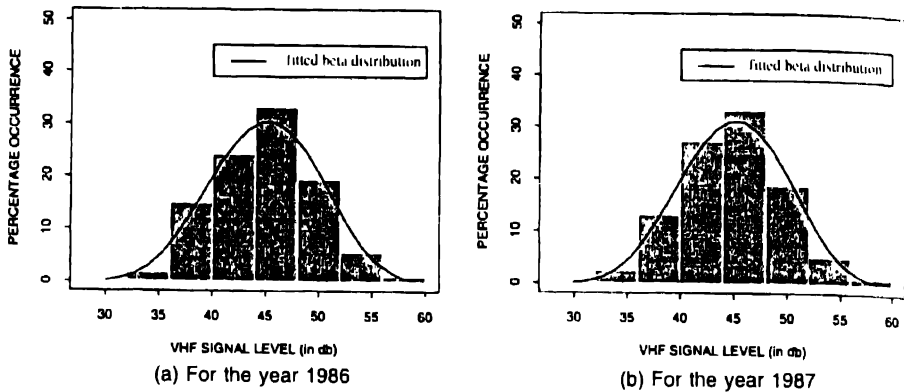 PERCENTAGE OCCURRENCE
50
40
30
20
10
0
fitted beta distribution
30 35 40 45 50 55 60
VHF SIGNAL LEVEL (in db)
(a) For the year 1986
PERCENTAGE OCCURRENCE
50
40
30
20
10
0
fitted beta distribution
30 35 40 45 50 55 60
VHF SIGNAL LEVEL (in db)
(b) For the year 1987